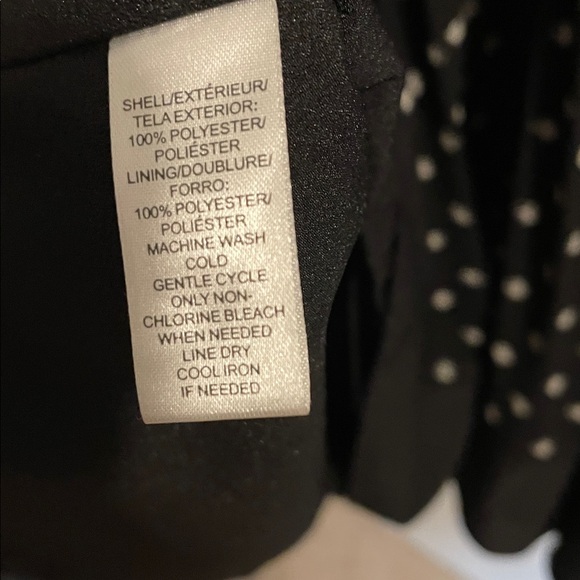 SHELL/EXTÉRIEUR/
TELA EXTERIOR:
100% POLYESTER/
POLIÉSTER
LINING/DOUBLURE/
FORRO:
100% POLYESTER/
POLIÉSTER
MACHINE WASH
COLD
GENTLE CYCLE
ONLY NON-
CHLORINE BLEACH
WHEN NEEDED
LINE DRY
COOL IRON
IF NEEDED